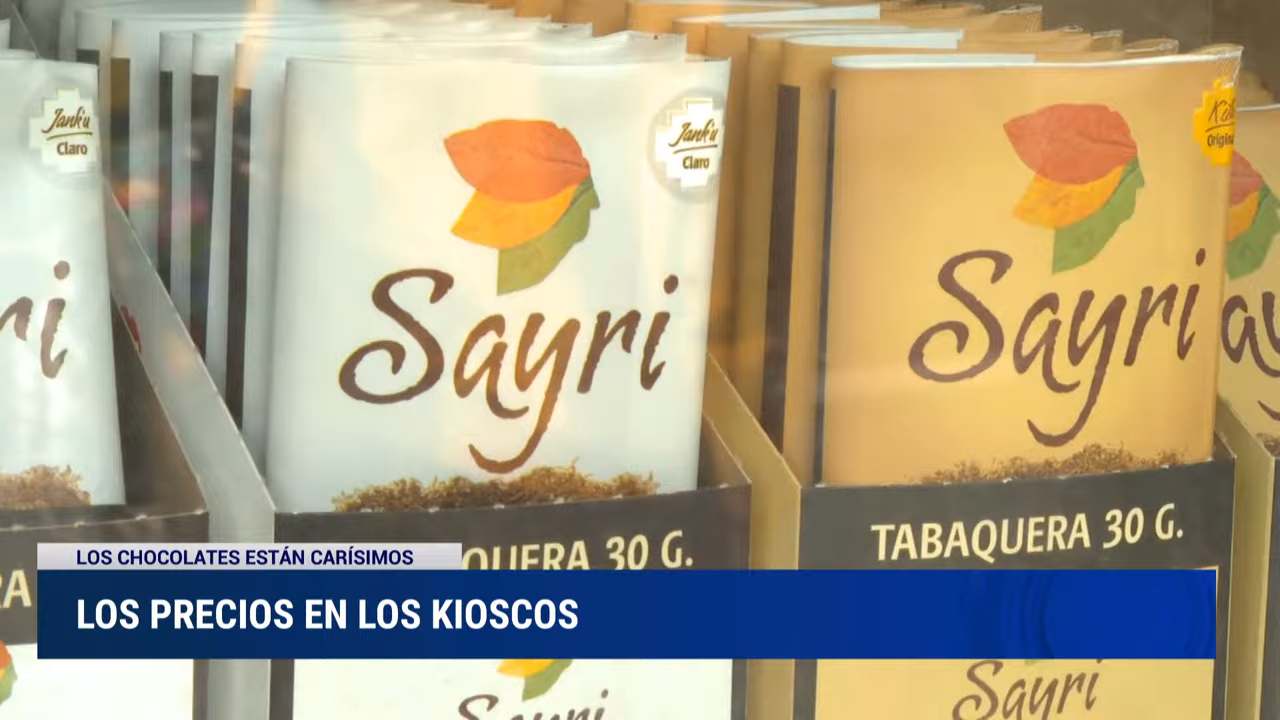 Jank'u
Claro
Jank'u
Claro
Sayri
Sayri
TABAQUERA 30 G.
QUERA 30 G.
LOS CHOCOLATES ESTÁN CARÍSIMOS
LOS PRECIOS EN LOS KIOSCOS
Sayri